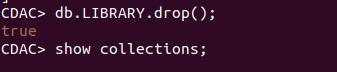 CDAC> db.LIBRARY.drop();
true
CDAC> show collections;